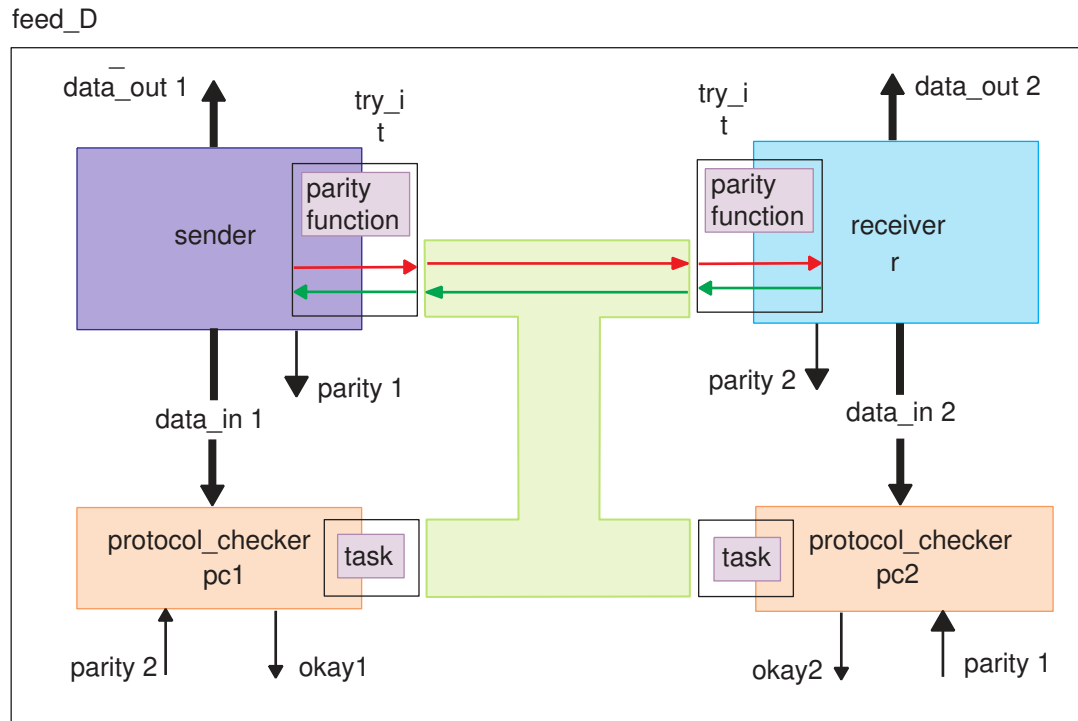 feed_D
_
data_out 1
try_i
t
try_i
t
data_out 2
parity
function
sender
parity
function
receiver
r
parity 1
parity 2
data_in 1
data_in 2
protocol_checker
pc1
task
task
protocol_checker
pc2
parity 2
okay1
okay2
parity 1